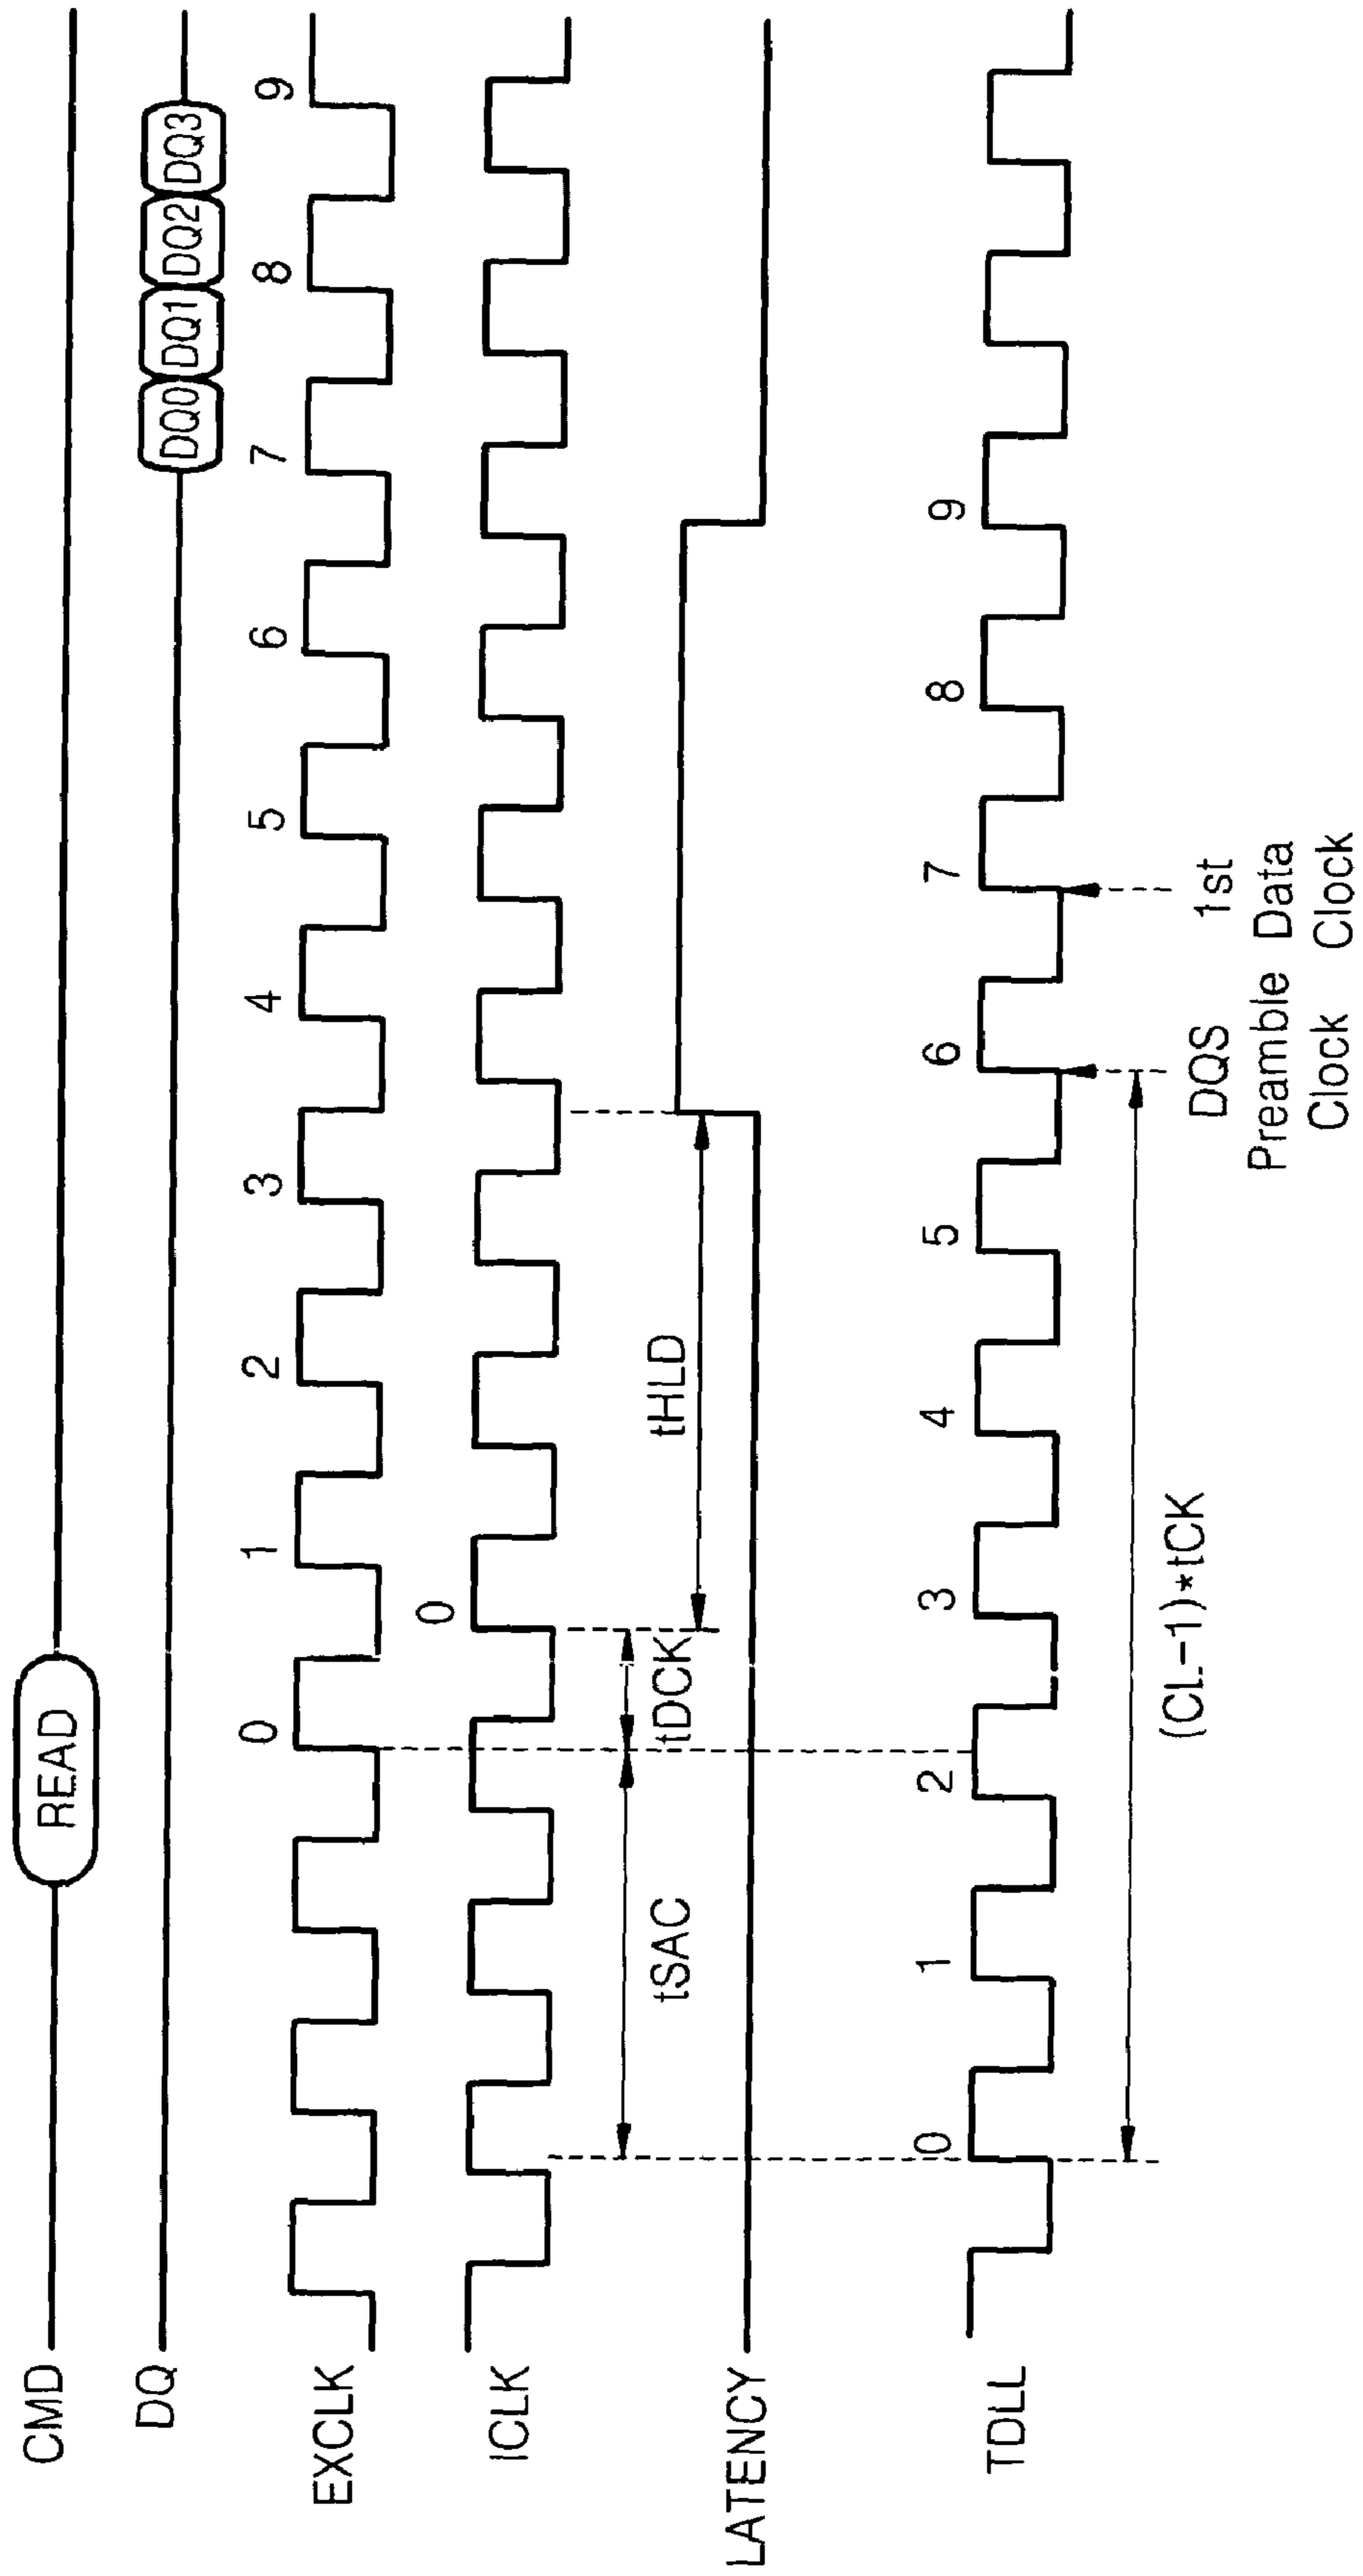 CMD
READ
DQ
DQ0 DQ1 DQ2 DQ3
EXCLK
0 1 2 3 4 5 6 7 8 9
ICLK
0
tSAC
tDCK
tHLD
LATENCY
TDLL
0 1 2 3 4 5 6 7 8 9
(CL-1)*tCK
DQS 1st
Preamble Data
Clock Clock